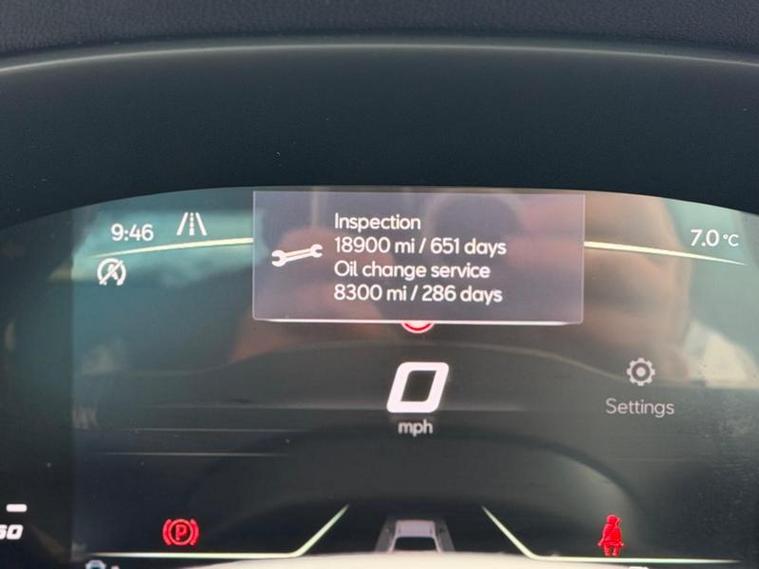 Inspection
18900 mi / 651 days
Oil change service
8300 mi / 286 days
9:46
7.0 °C
0
mph
Settings
P